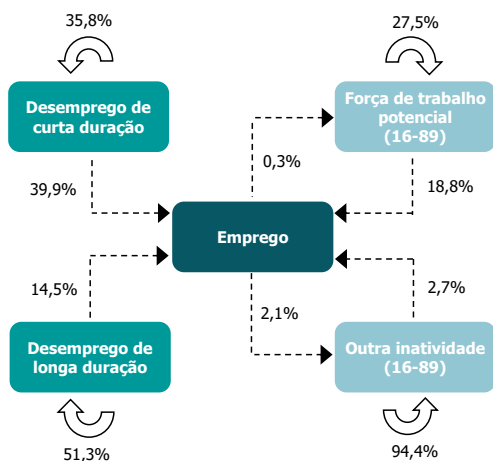 35,8%
27,5%
Desemprego de
curta duração
Força de trabalho
potencial
(16-89)
0,3%
39,9%
18,8%
Emprego
14,5%
2,1%
2,7%
Desemprego de
longa duração
Outra inatividade
(16-89)
51,3%
94,4%